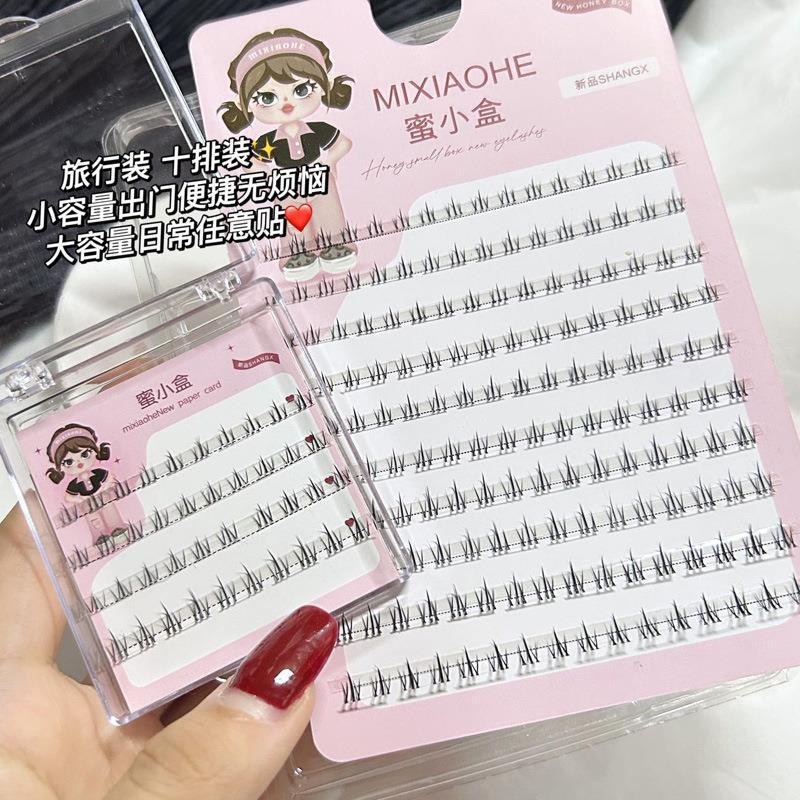 NEW HONEY BOX
MIXIAOHE
MIXIAOHE
蜜小盒
新品SHANGX
Honey small box new eyelashes
旅行装 十排装✨
小容量出门便捷无烦恼
大容量日常任意贴❤️
新品SHANGX
蜜小盒
mixiaoheNew paper card